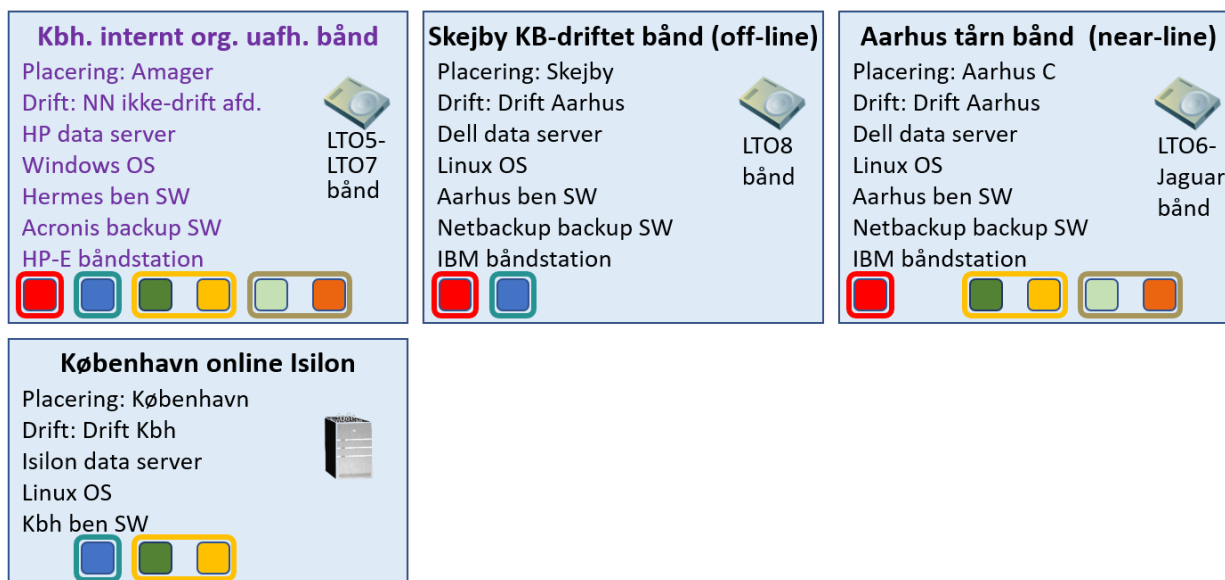 Kbh. internt org. uafh. bånd
Placering: Amager
Drift: NN ikke-drift afd.
HP data server
Windows OS
Hermes ben SW
Acronis backup SW
HP-E båndstation
LTO5-
LTO7
bånd
Skejby KB-driftet bånd (off-line)
Placering: Skejby
Drift: Drift Aarhus
Dell data server
Linux OS
Aarhus ben SW
Netbackup backup SW
IBM båndstation
LTO8
bånd
Aarhus tårn bånd (near-line)
Placering: Aarhus C
Drift: Drift Aarhus
Dell data server
Linux OS
Aarhus ben SW
Netbackup backup SW
IBM båndstation
LTO6-
Jaguar
bånd
København online Isilon
Placering: København
Drift: Drift Kbh
Isilon data server
Linux OS
Kbh ben SW